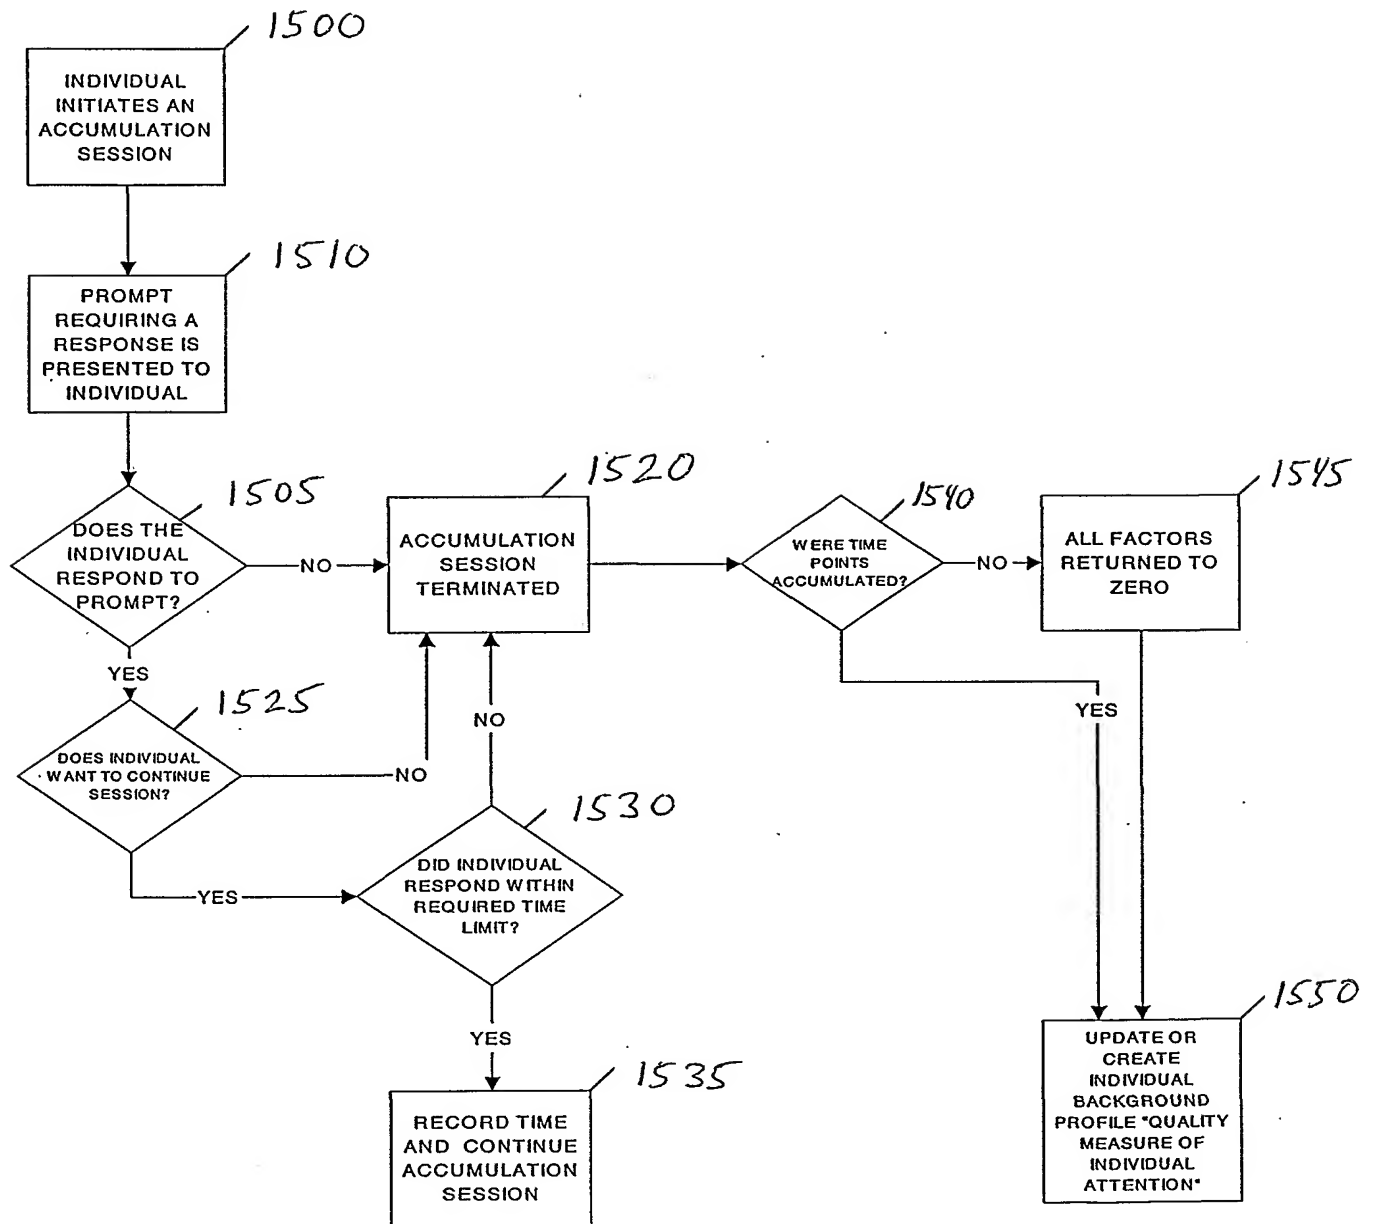 1500
INDIVIDUAL
INITIATES AN
ACCUMULATION
SESSION
1510
PROMPT
REQUIRING A
RESPONSE IS
PRESENTED TO
INDIVIDUAL
1505
DOES THE
INDIVIDUAL
RESPOND TO
PROMPT?
NO
1520
ACCUMULATION
SESSION
TERMINATED
1540
WERE TIME
POINTS
ACCUMULATED?
NO
1545
ALL FACTORS
RETURNED TO
ZERO
YES
1525
DOES INDIVIDUAL
WANT TO CONTINUE
SESSION?
NO
NO
YES
YES
1530
DID INDIVIDUAL
RESPOND WITHIN
REQUIRED TIME
LIMIT?
YES
1535
RECORD TIME
AND CONTINUE
ACCUMULATION
SESSION
1550
UPDATE OR
CREATE
INDIVIDUAL
BACKGROUND
PROFILE "QUALITY
MEASURE OF
INDIVIDUAL
ATTENTION"